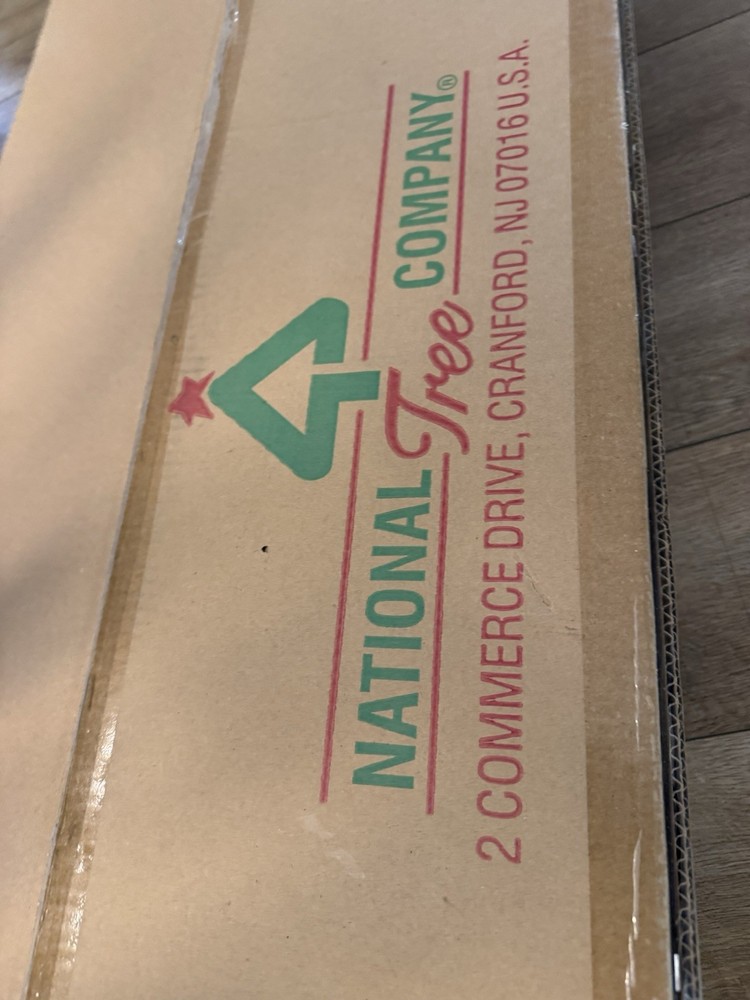 NATIONAL Tree COMPANY®
2 COMMERCE DRIVE, CRANFORD, NJ 07016 U.S.A.